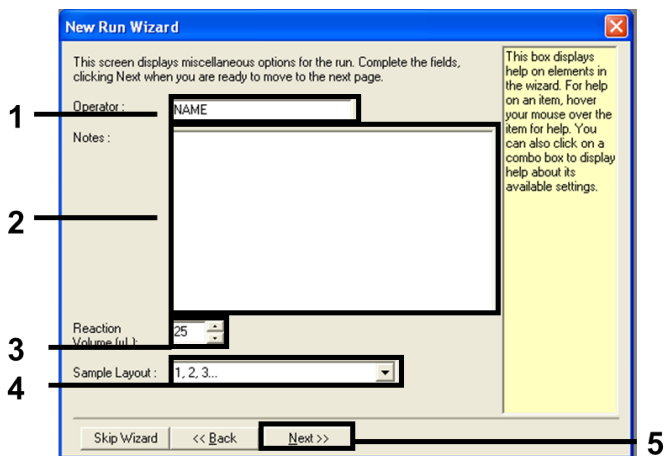 New Run Wizard
This screen displays miscellaneous options for the run. Complete the fields,
clicking Next when you are ready to move to the next page.
This box displays
help on elements in
the wizard. For help
on an item, hover
your mouse over the
item for help. You
can also click on a
combo box to display
help about its
available settings.
1
Operator :
NAME
Notes :
2
Reaction
Volume (µL):
25
3
Sample Layout :
1, 2, 3...
4
Skip Wizard
<< Back
Next >>
5